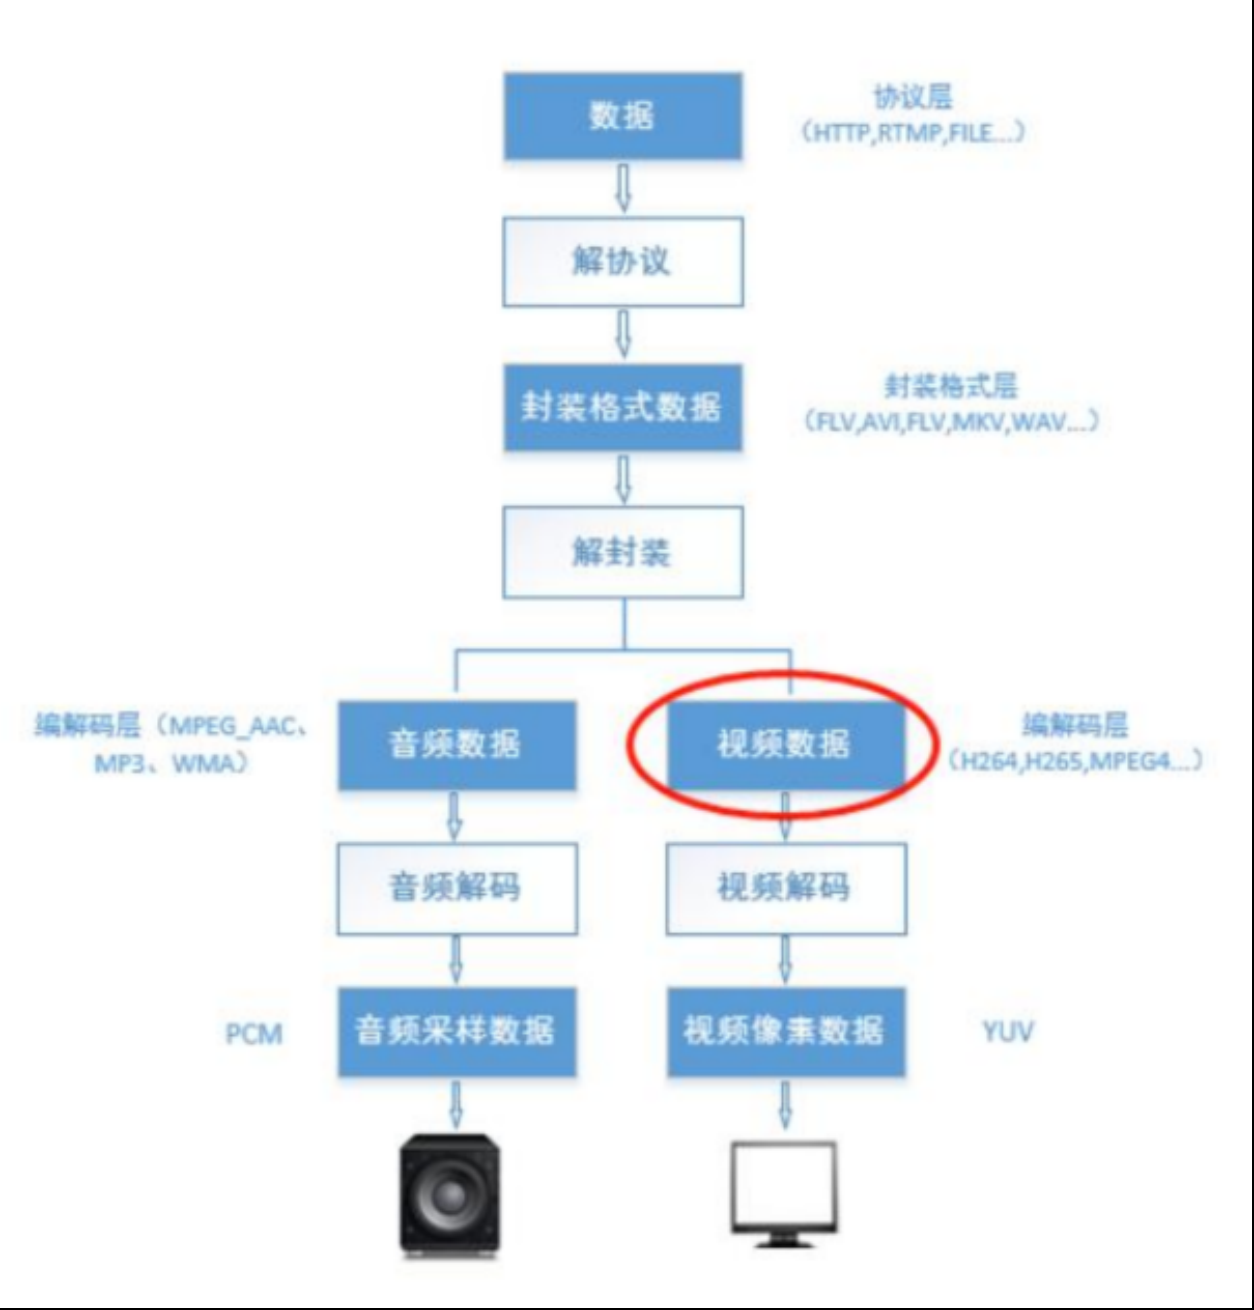 数据
协议层
（HTTP,RTMP,FILE...）
解协议
封装格式数据
封装格式层
（FLV,AVI,FLV,MKV,WAV...）
解封装
编解码层（MPEG_AAC、
MP3、WMA）
音频数据
视频数据
编解码层
（H264,H265,MPEG4...）
音频解码
视频解码
PCM
音频采样数据
视频像素数据
YUV